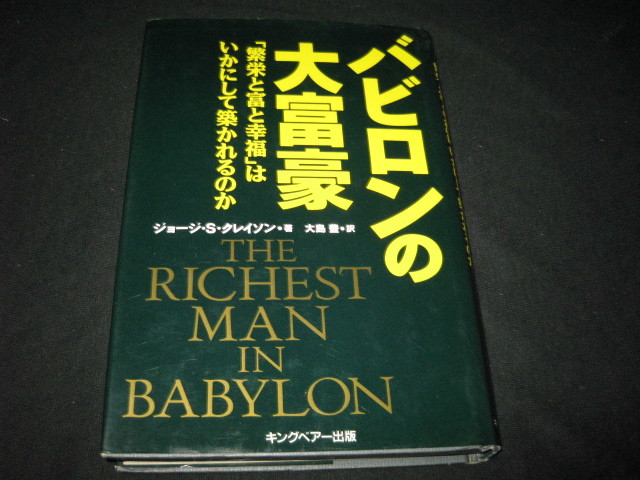 バビロンの
大富豪
「繁栄と富と幸福」は
いかにして築かれるのか
ジョージ・S・クレイソン・著 大島 豊・訳
THE
RICHEST
MAN
IN
BABYLON
キングベアー出版